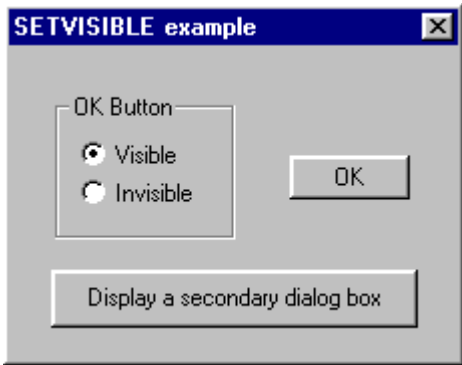 SETVISIBLE example
OK Button
Visible
Invisible
OK
Display a secondary dialog box